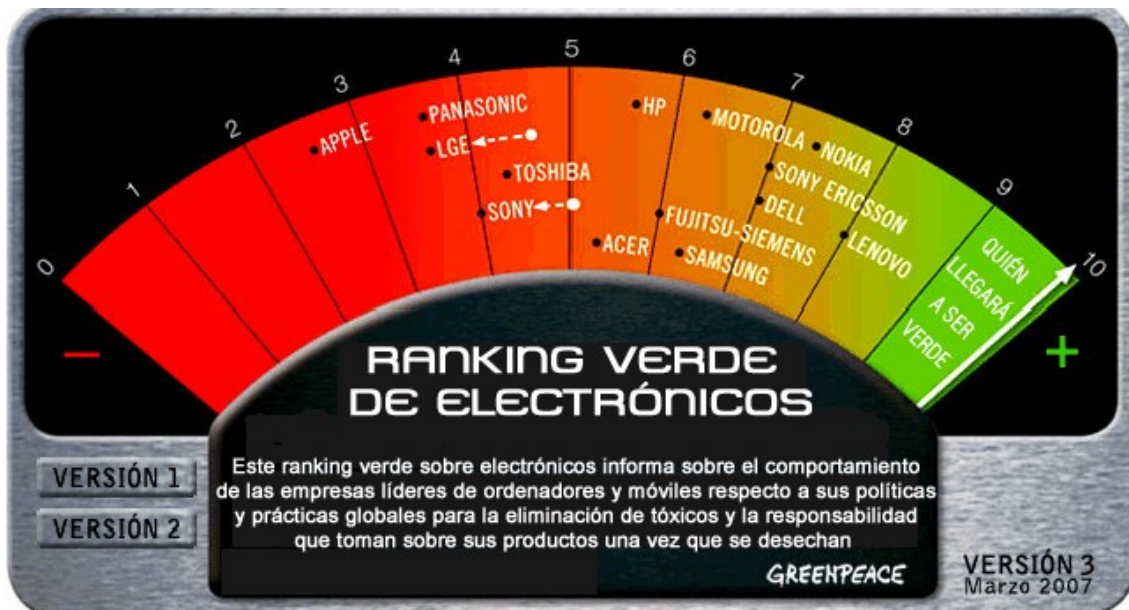 0
1
2
3
4
5
6
7
8
9
10
APPLE
PANASONIC
LGE
TOSHIBA
SONY
HP
ACER
MOTOROLA
FUJITSU-SIEMENS
SAMSUNG
NOKIA
SONY ERICSSON
DELL
LENOVO
QUIÉN
LLEGARÁ
A SER
VERDE
−
+
RANKING VERDE
DE ELECTRÓNICOS
Este ranking verde sobre electrónicos informa sobre el comportamiento
de las empresas líderes de ordenadores y móviles respecto a sus políticas
y prácticas globales para la eliminación de tóxicos y la responsabilidad
que toman sobre sus productos una vez que se desechan
GREENPEACE
VERSIÓN 1
VERSIÓN 2
VERSIÓN 3
Marzo 2007